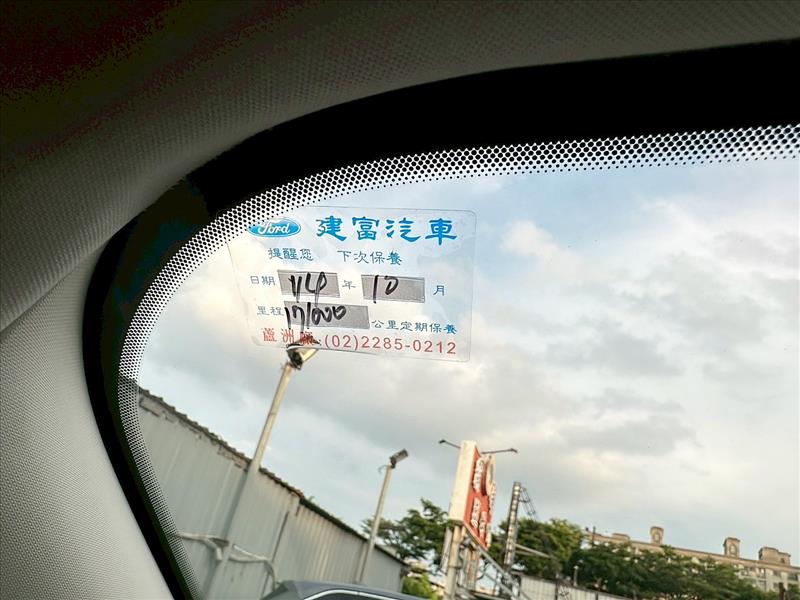 Ford 建富汽車
提醒您 下次保養
日期 114 年 10 月
里程 171000 公里定期保養
蘆洲廠 (02)2285-0212